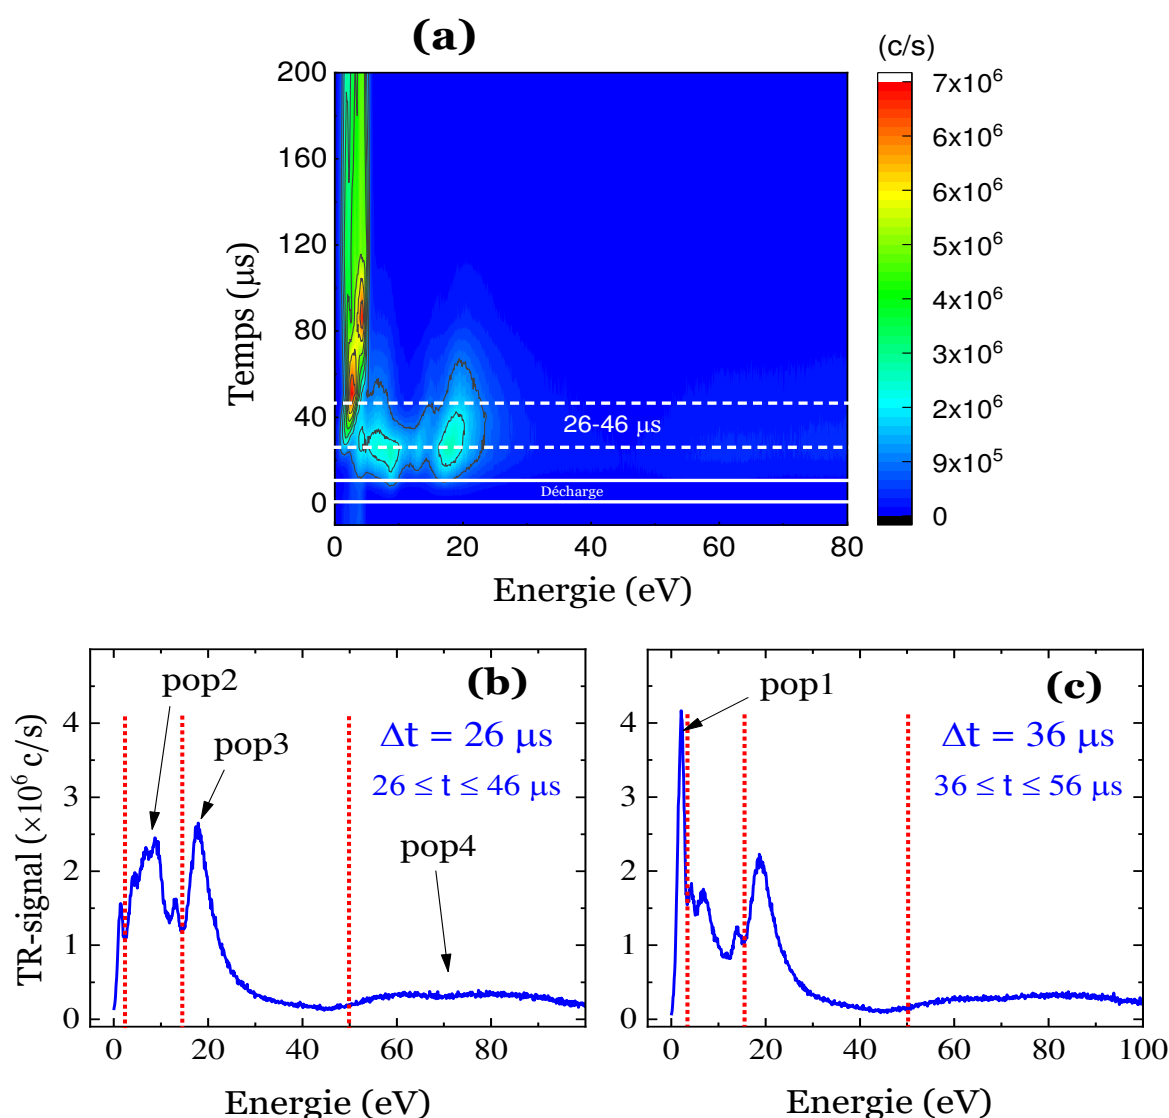 (a)
(c/s)
200
160
120
80
40
0
Temps (µs)
26-46 µs
Décharge
0 20 40 60 80
Energie (eV)
7x10⁶
6x10⁶
6x10⁶
5x10⁶
4x10⁶
3x10⁶
2x10⁶
9x10⁵
0
(b)
pop2
pop3
pop4
Δt = 26 µs
26 ≤ t ≤ 46 µs
TR-signal (×10⁶ c/s)
4
3
2
1
0
0 20 40 60 80
Energie (eV)
(c)
pop1
Δt = 36 µs
36 ≤ t ≤ 56 µs
4
3
2
1
0
0 20 40 60 80 100
Energie (eV)